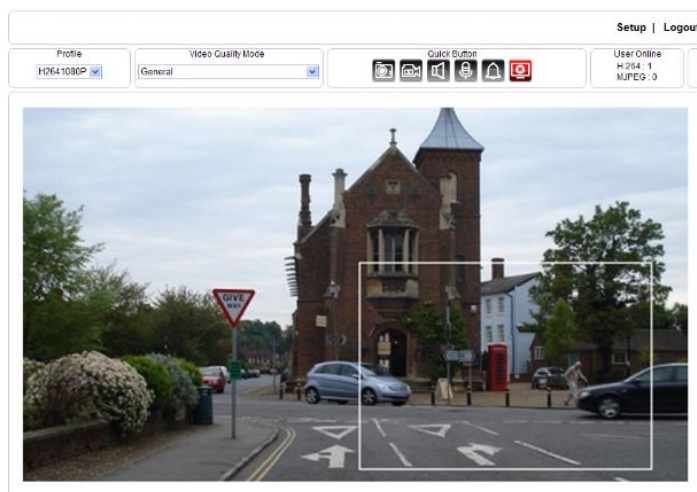 Setup | Logout
Profile
Video Quality Mode
Quick Button
User Online
H2641080P
General
H.264 : 1
MJPEG : 0
GIVE
WAY